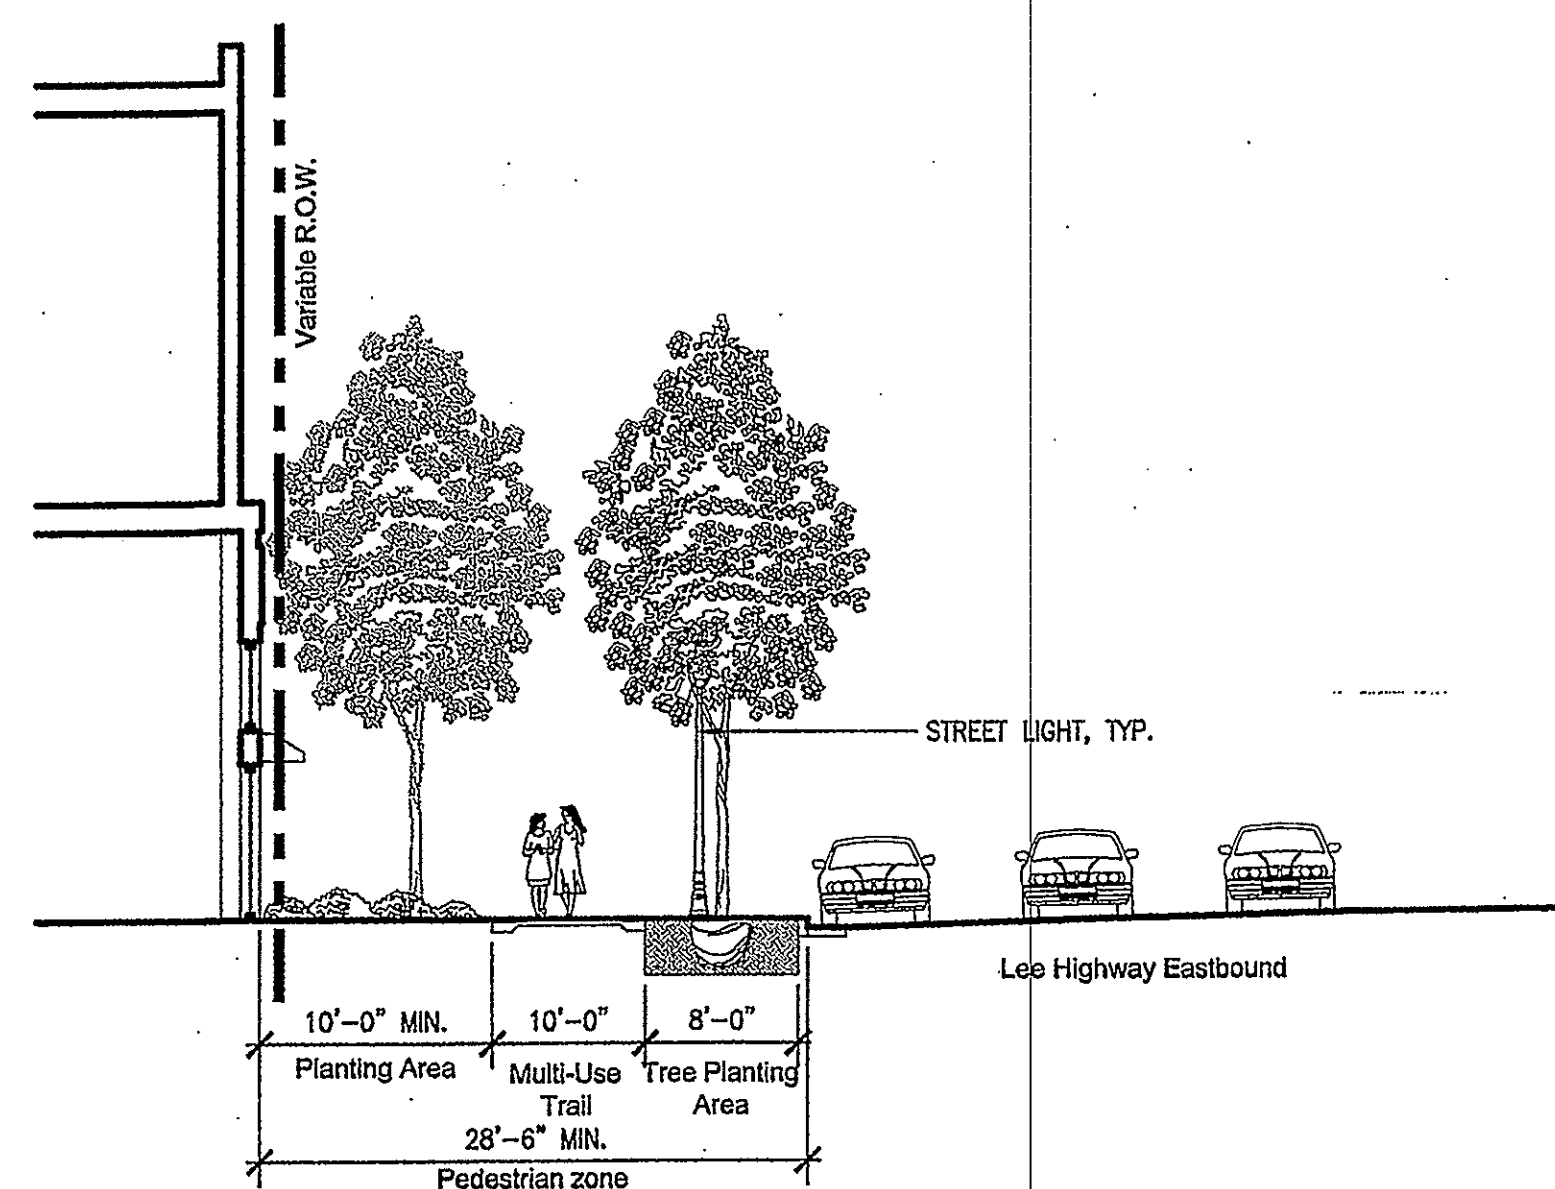 Variable R.O.W.
STREET LIGHT, TYP.
Lee Highway Eastbound
10'-0" MIN.
10'-0"
8'-0"
Planting Area
Multi-Use
Trail
Tree Planting
Area
28'-6" MIN.
Pedestrian zone